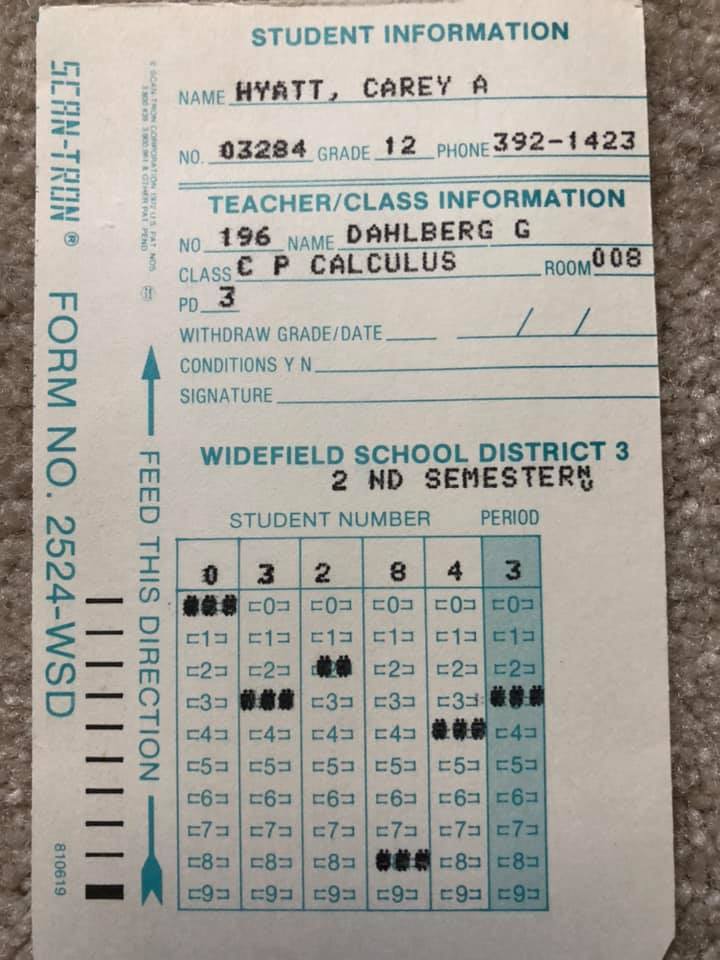 STUDENT INFORMATION
NAME HYATT, CAREY A
NO. 03284 GRADE 12 PHONE 392-1423
TEACHER/CLASS INFORMATION
NO 196 NAME DAHLBERG G
CLASS C P CALCULUS ROOM 008
PD 3
WITHDRAW GRADE/DATE / /
CONDITIONS Y N
SIGNATURE
WIDEFIELD SCHOOL DISTRICT 3
2 ND SEMESTER
STUDENT NUMBER PERIOD
0 3 2 8 4 3
0 0 0 0 0
1 1 1 1 1 1
2 2 2 2 2
3 3 3 3
4 4 4 4 4
5 5 5 5 5 5
6 6 6 6 6 6
7 7 7 7 7 7
8 8 8 8 8
9 9 9 9 9 9
SCAN-TRON ® FORM NO. 2524-WSD
FEED THIS DIRECTION
810619